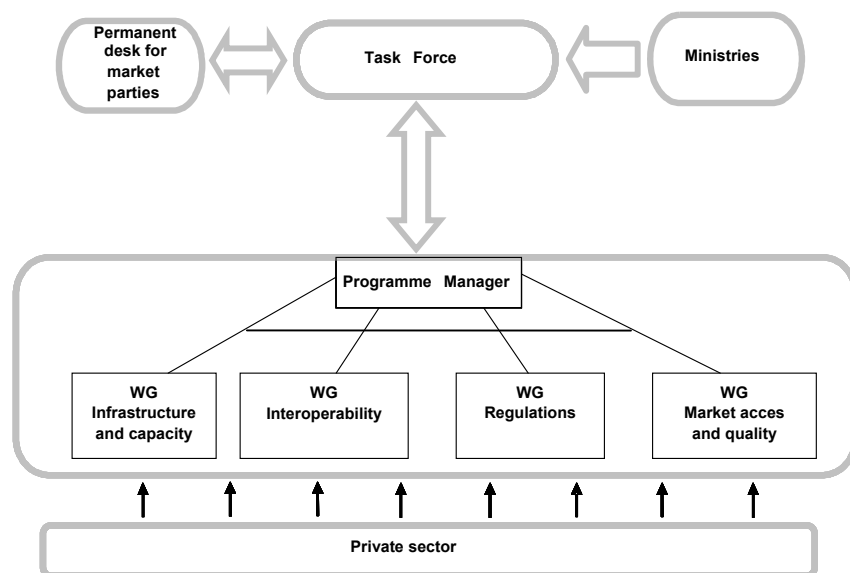 Permanent
desk for
market
parties
Task Force
Ministries
Programme Manager
WG
Infrastructure
and capacity
WG
Interoperability
WG
Regulations
WG
Market acces
and quality
Private sector